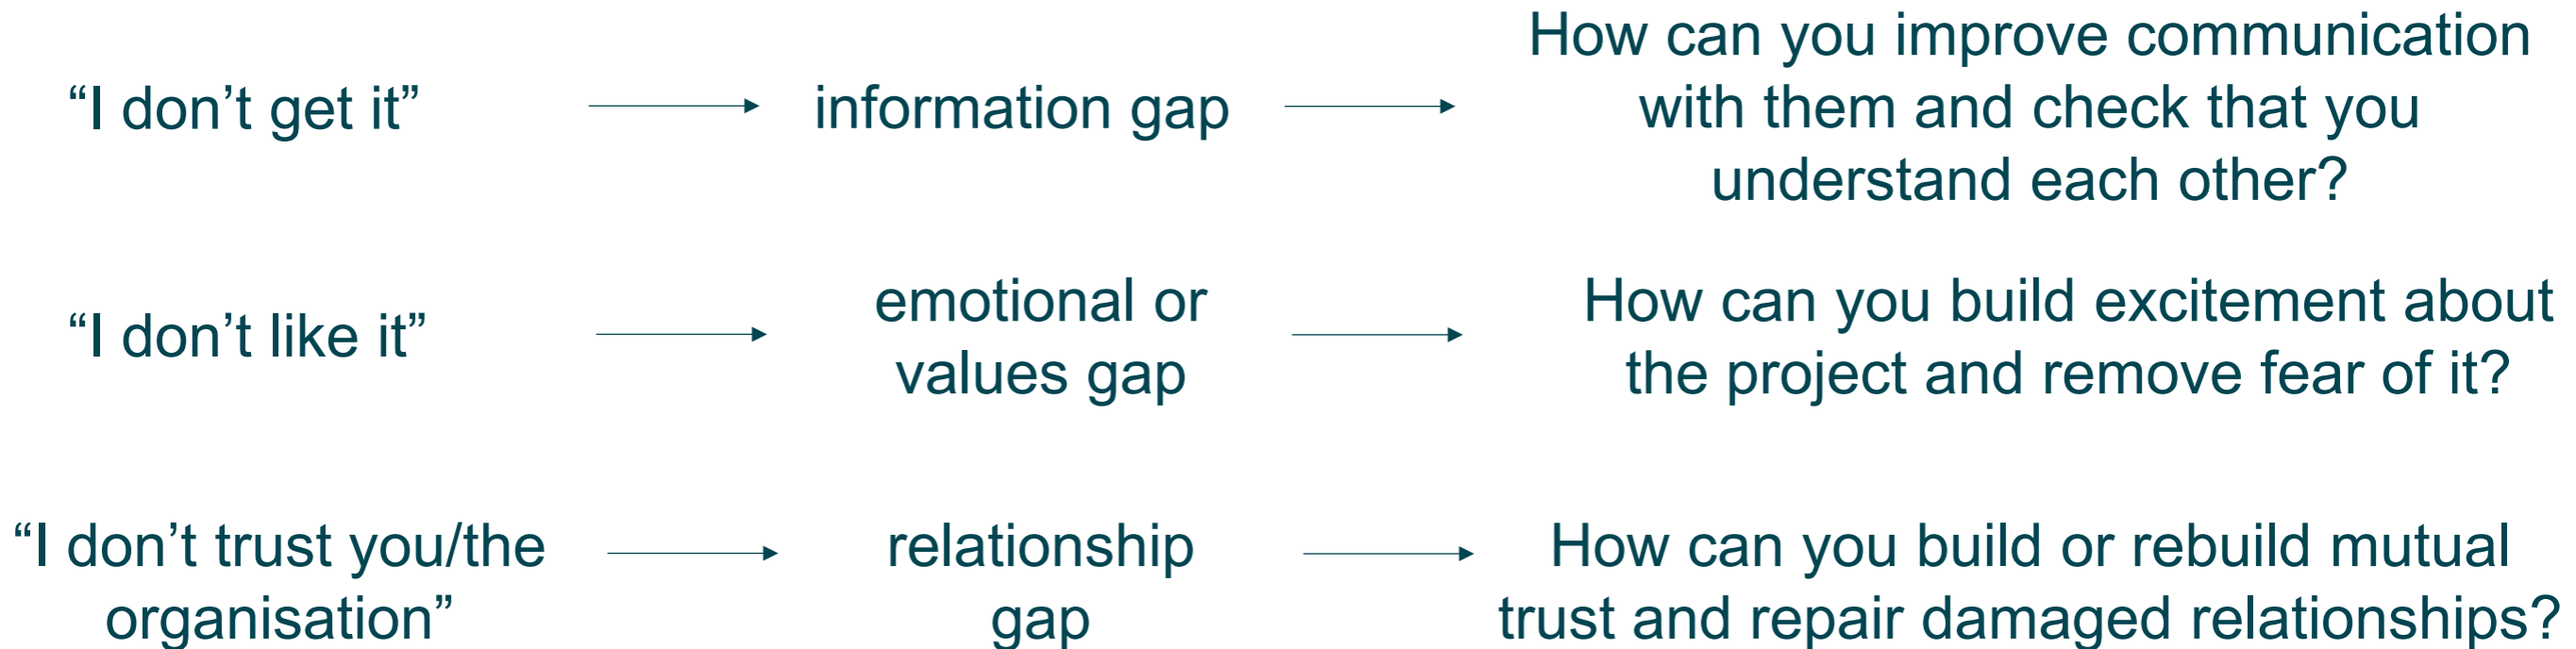 “I don’t get it”
information gap
How can you improve communication
with them and check that you
understand each other?
“I don’t like it”
emotional or
values gap
How can you build excitement about
the project and remove fear of it?
“I don’t trust you/the
organisation”
relationship
gap
How can you build or rebuild mutual
trust and repair damaged relationships?